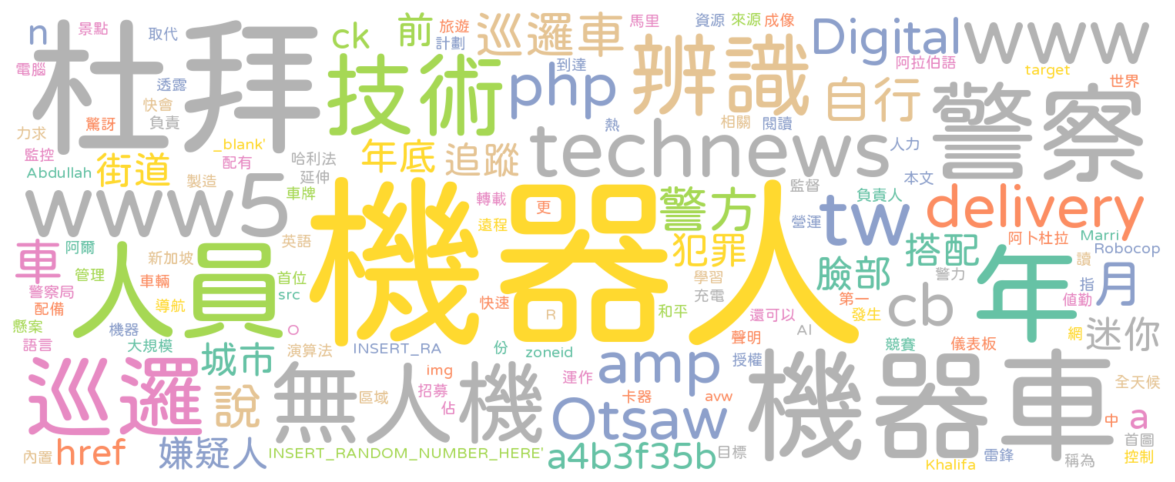 n
景點
取代
杜拜
ck
前
旅遊
計劃
巡邏車
馬里
資源
來源
成像
Digital
阿拉伯語
www
電腦
透露
快會
負責
技術
php
到達
辨識
自行
target
世界
力求
驚訝
_blank'
配有
熱
相關
閱讀
警察
監控
Abdullah
街道
製造
哈利法
延伸
年底
追蹤
technews
人力
www5
車牌
機器人
轉載
更
遠程
警方
監督
營運
本文
負責人
tw
delivery
車
阿爾
人員
新加坡
英語
犯罪
臉部
搭配
阿卜杜拉
Marri
Robocop
年
讀
警察局
管理
車輛
首位
src
學習
充電
警力
指
月
配備
導航
快速
和平
第一
cb
值勤
懸案
機器
o
R
還可以
發生
網
迷你
語言
大規模
聲明
Al
城市
演算法
INSERT_RA
份
zoneid
amp
授權
競賽
儀表板
巡邏
說
無人機
img
招募
佔
運作
機器車
全天候
區域
卡器
avw
Otsaw
中
a
內置
href
嫌疑人
INSERT_RANDOM_NUMBER_HERE'
a4b3f35b
目標
Khalifa
雷鋒
稱為
首圖
控制